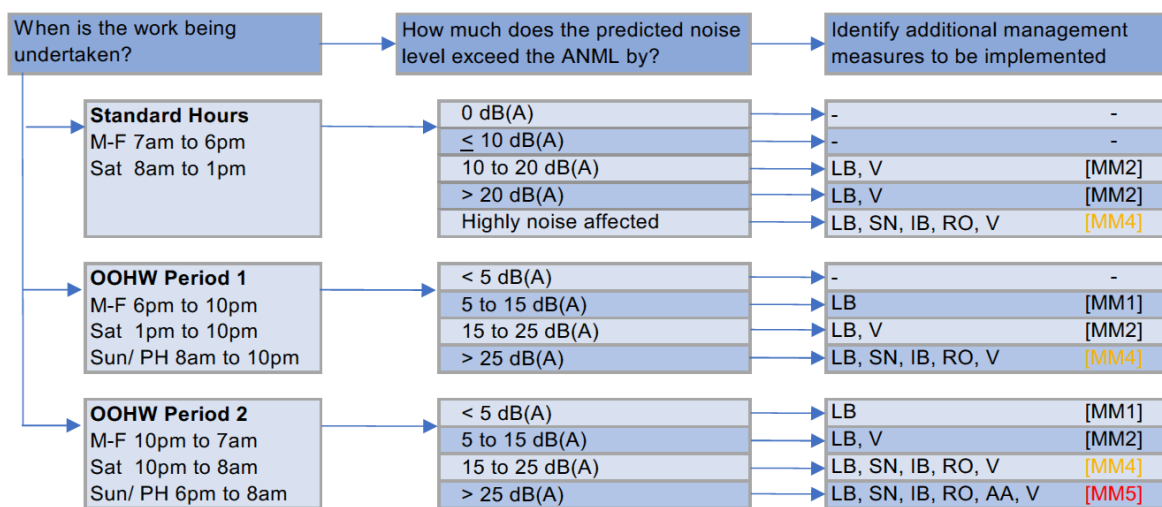 When is the work being
undertaken?
How much does the predicted noise
level exceed the ANML by?
Identify additional management
measures to be implemented
Standard Hours
M-F 7am to 6pm
Sat 8am to 1pm
0 dB(A)
- -
≤ 10 dB(A)
- -
10 to 20 dB(A)
LB, V [MM2]
> 20 dB(A)
LB, V [MM2]
Highly noise affected
LB, SN, IB, RO, V [MM4]
OOHW Period 1
M-F 6pm to 10pm
Sat 1pm to 10pm
Sun/ PH 8am to 10pm
< 5 dB(A)
- -
5 to 15 dB(A)
LB [MM1]
15 to 25 dB(A)
LB, V [MM2]
> 25 dB(A)
LB, SN, IB, RO, V [MM4]
OOHW Period 2
M-F 10pm to 7am
Sat 10pm to 8am
Sun/ PH 6pm to 8am
< 5 dB(A)
LB [MM1]
5 to 15 dB(A)
LB, V [MM2]
15 to 25 dB(A)
LB, SN, IB, RO, V [MM4]
> 25 dB(A)
LB, SN, IB, RO, AA, V [MM5]